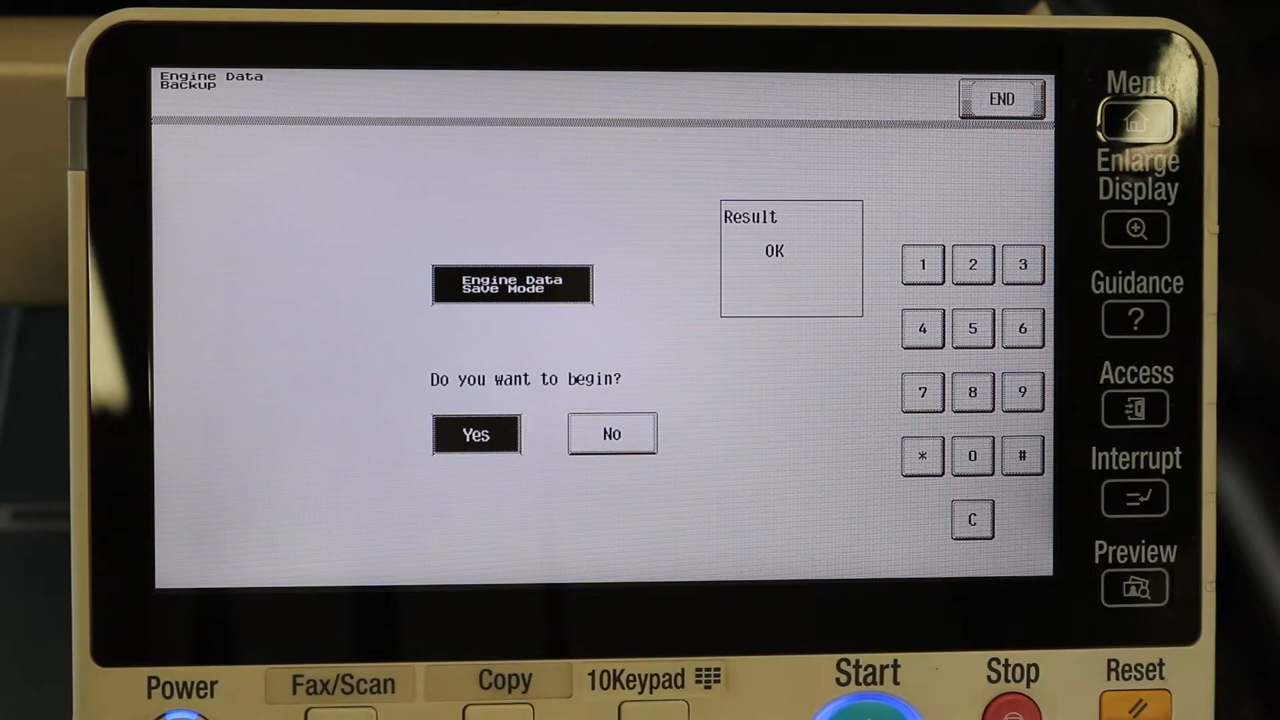 Engine Data
Backup
END
Result
OK
Engine Data
Save Mode
Do you want to begin?
Yes
No
1 2 3
4 5 6
7 8 9
* 0 #
C
Menu
Enlarge
Display
Guidance
?
Access
Interrupt
Preview
Power
Fax/Scan
Copy
10Keypad
Start
Stop
Reset